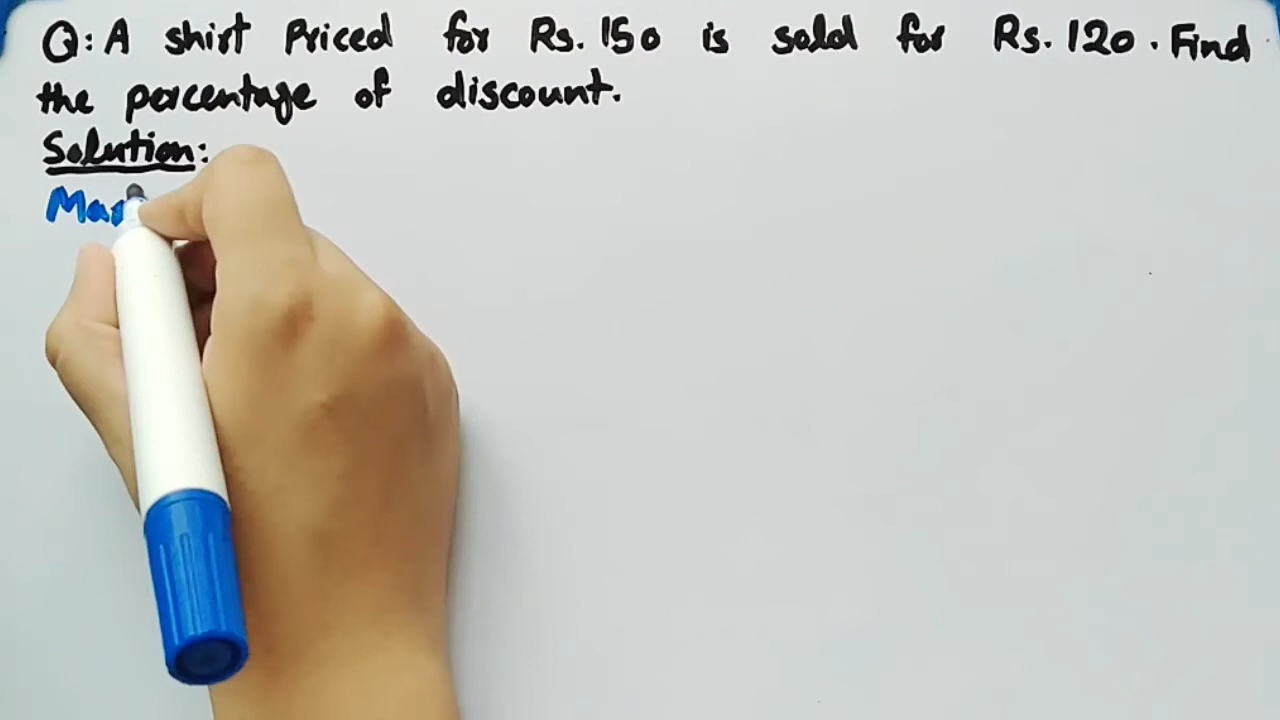 Q: A shirt Priced for Rs. 150 is sold for Rs. 120. Find
the percentage of discount.
Solution: